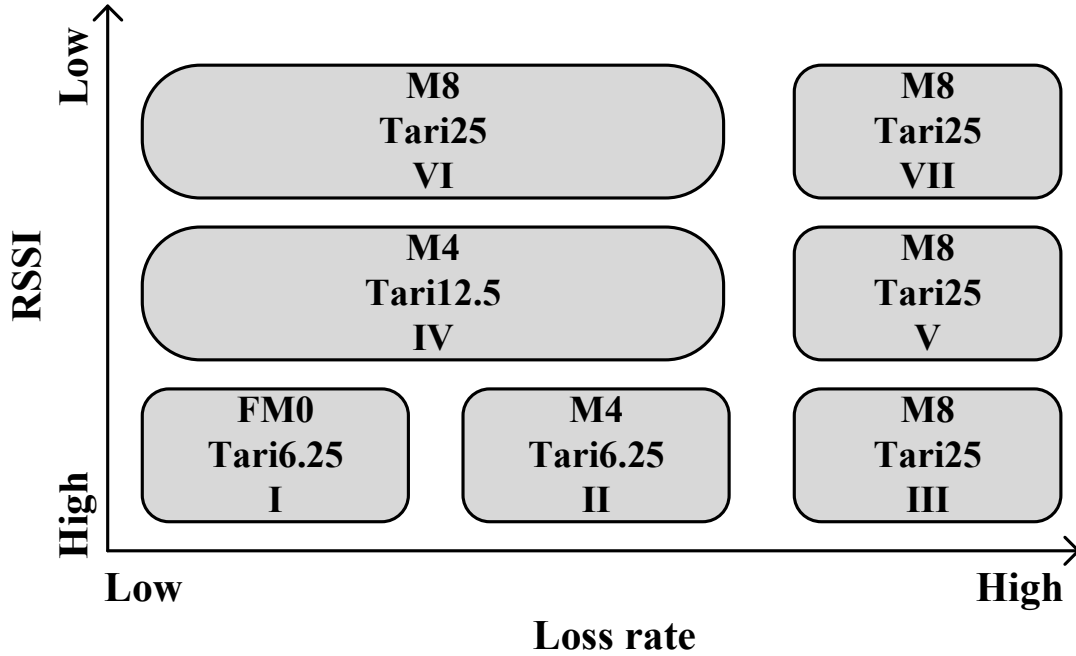 Low
M8
Tari25
VI
M8
Tari25
VII
RSSI
M4
Tari12.5
IV
M8
Tari25
V
High
FM0
Tari6.25
I
M4
Tari6.25
II
M8
Tari25
III
Low
High
Loss rate